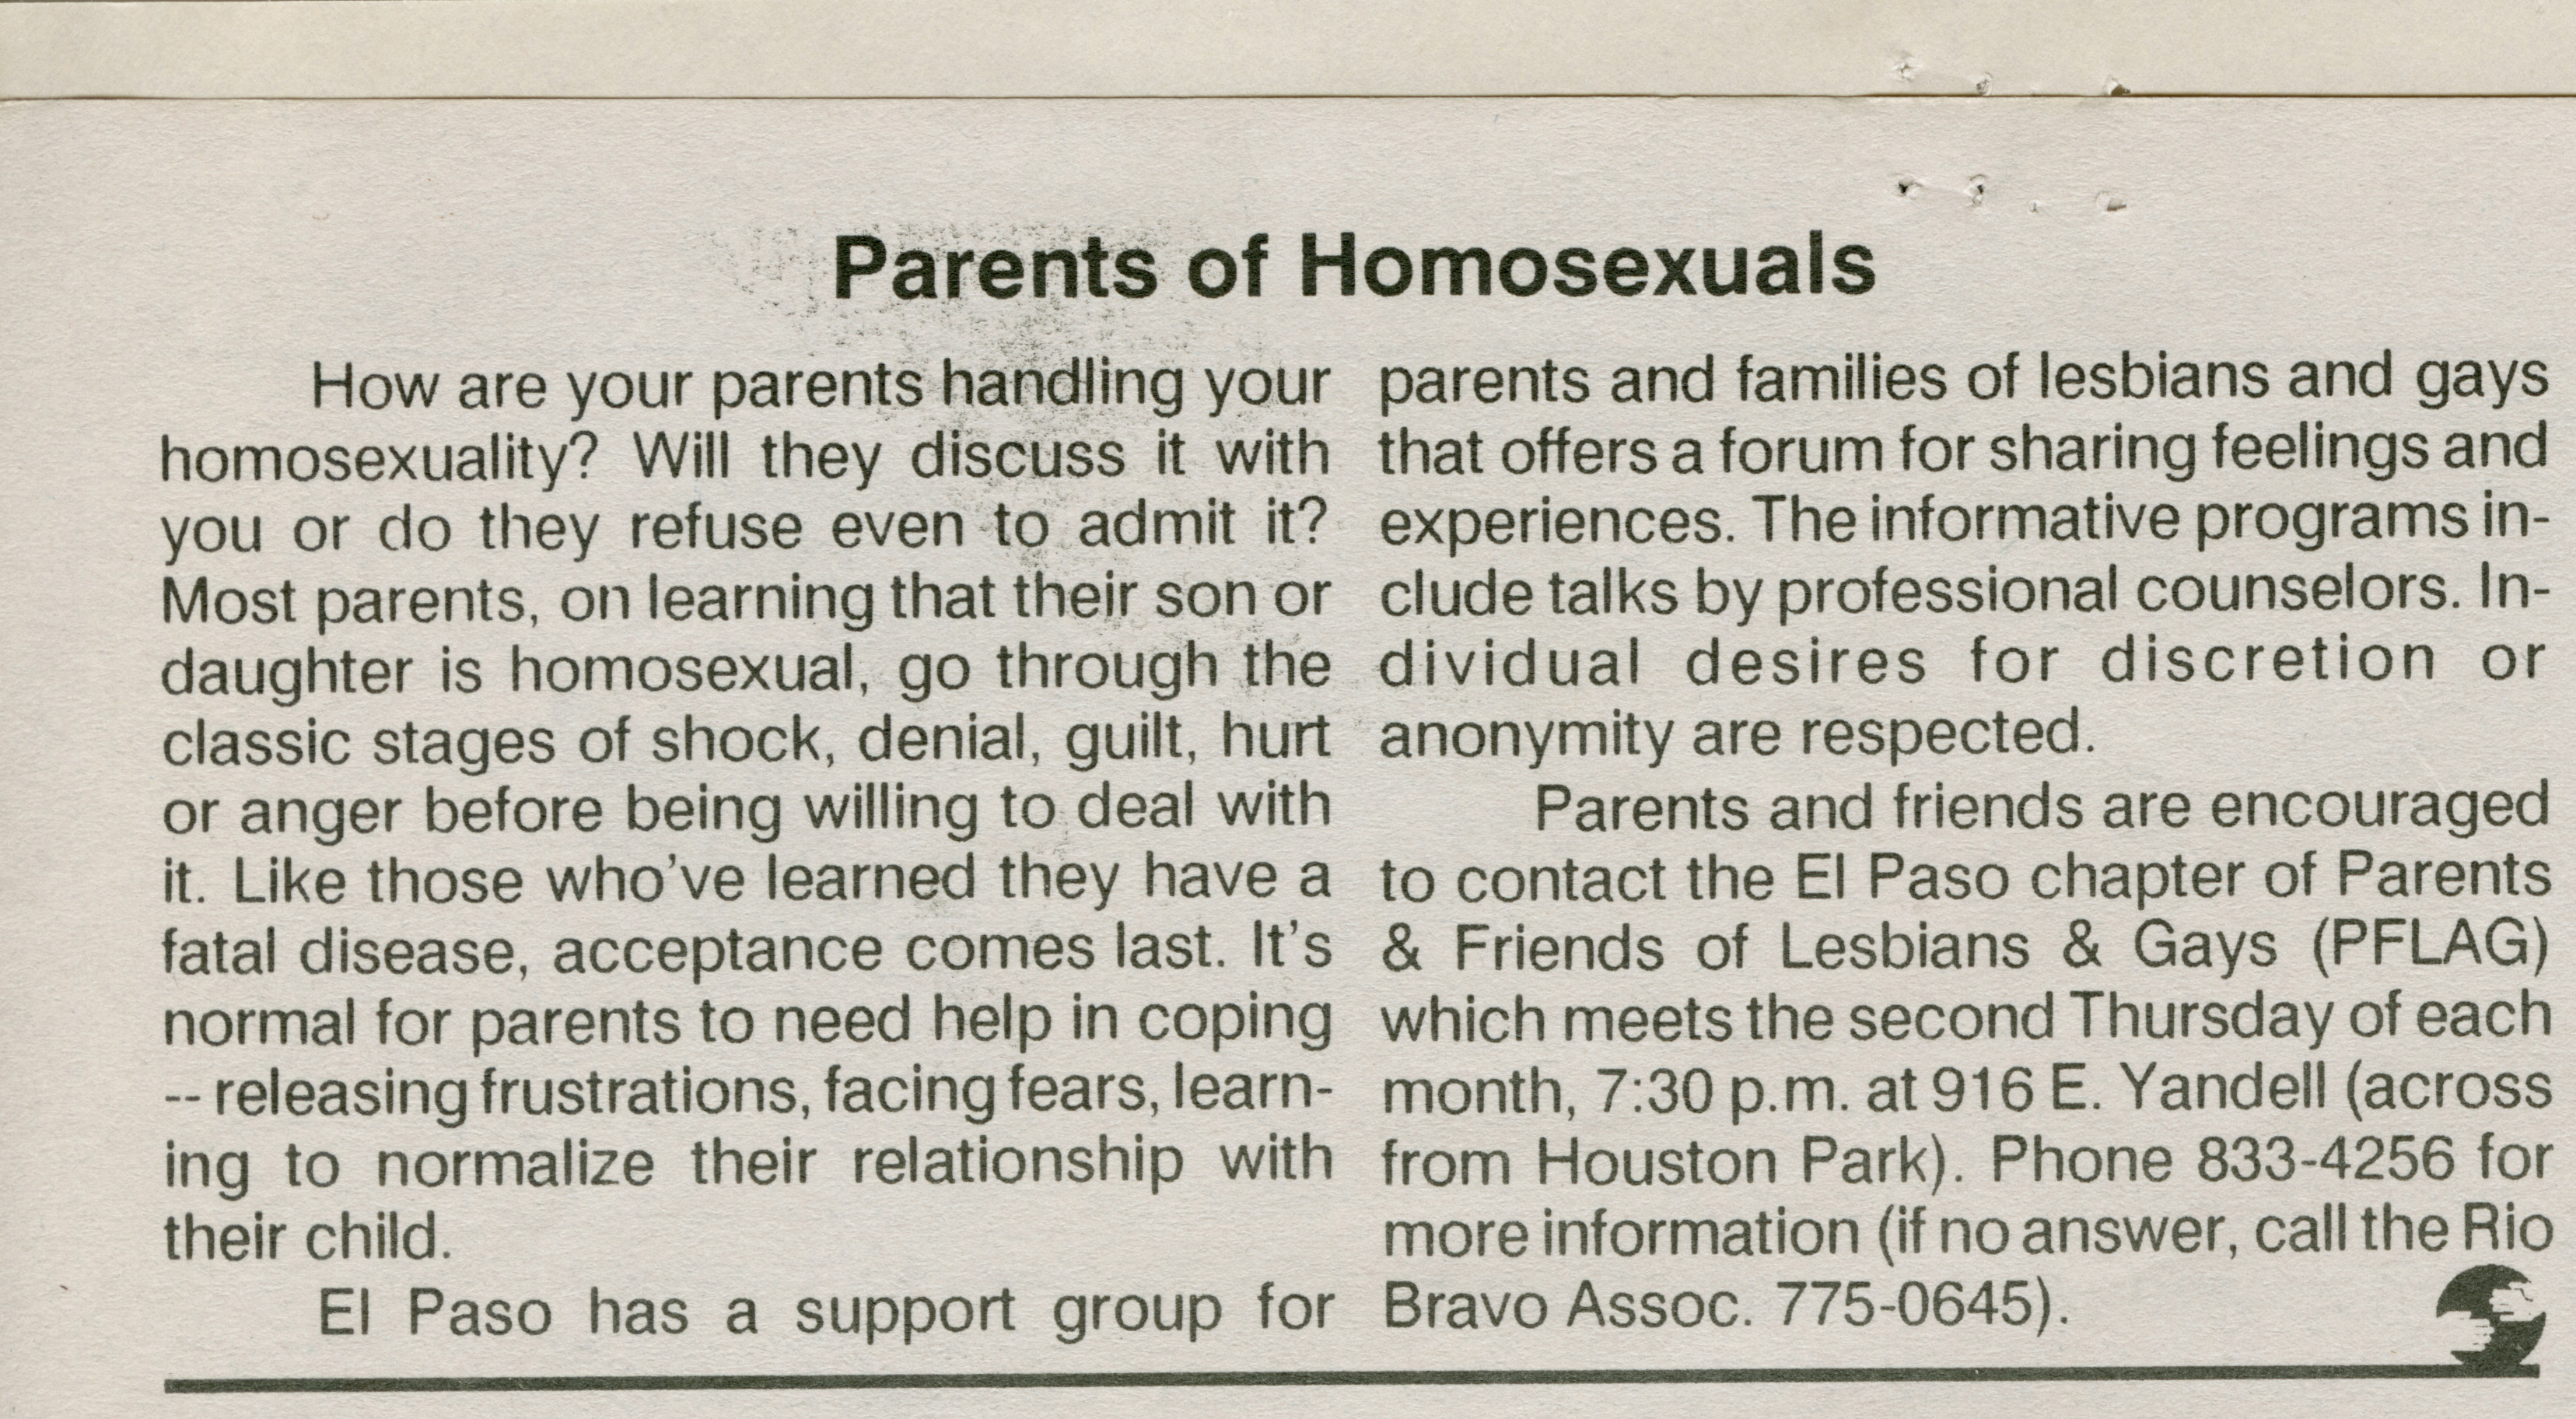 Parents of Homosexuals
How are your parents handling your
homosexuality? Will they discuss it with
you or do they refuse even to admit it?
Most parents, on learning that their son or
daughter is homosexual, go through the
classic stages of shock, denial, guilt, hurt
or anger before being willing to deal with
it. Like those who've learned they have a
fatal disease, acceptance comes last. It's
normal for parents to need help in coping
-- releasing frustrations, facing fears, learn-
ing to normalize their relationship with
their child.
El Paso has a support group for
parents and families of lesbians and gays
that offers a forum for sharing feelings and
experiences. The informative programs in-
clude talks by professional counselors. In-
dividual desires for discretion or
anonymity are respected.
Parents and friends are encouraged
to contact the El Paso chapter of Parents
& Friends of Lesbians & Gays (PFLAG)
which meets the second Thursday of each
month, 7:30 p.m. at 916 E. Yandell (across
from Houston Park). Phone 833-4256 for
more information (if no answer, call the Rio
Bravo Assoc. 775-0645).